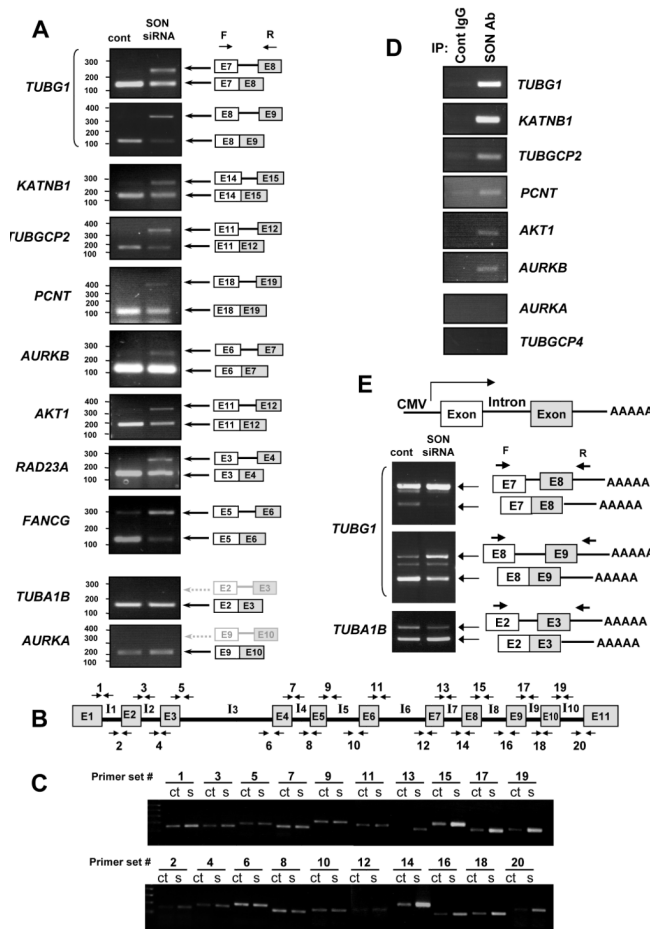 A
cont
SON
siRNA
F
R
TUBG1
300
200
100
E7
E8
E7
E8
400
300
200
100
E8
E9
E8
E9
KATNB1
300
200
100
E14
E15
E14
E15
TUBGCP2
400
300
200
100
E11
E12
E11
E12
PCNT
400
300
200
100
E18
E19
E18
E19
AURKB
300
200
100
E6
E7
E6
E7
AKT1
300
200
100
E11
E12
E11
E12
RAD23A
300
200
100
E3
E4
E3
E4
FANCG
300
200
100
E5
E6
E5
E6
TUBA1B
300
200
100
E2
E3
E2
E3
AURKA
400
300
200
100
E9
E10
E9
E10
D
IP:
Cont IgG
SON Ab
TUBG1
KATNB1
TUBGCP2
PCNT
AKT1
AURKB
AURKA
TUBGCP4
E
CMV
Exon
Intron
Exon
AAAAA
cont
SON
siRNA
F
R
TUBG1
E7
E8
AAAAA
E7
E8
AAAAA
E8
E9
AAAAA
E8
E9
AAAAA
TUBA1B
E2
E3
AAAAA
E2
E3
AAAAA
B
1 3 5 7 9 11 13 15 17 19
E1 I1 E2 I2 E3 I3 E4 I4 E5 I5 E6 I6 E7 I7 E8 I8 E9 I9 E10 I10 E11
2 4 6 8 10 12 14 16 18 20
C
Primer set # 1 3 5 7 9 11 13 15 17 19
ct s ct s ct s ct s ct s ct s ct s ct s ct s ct s
Primer set # 2 4 6 8 10 12 14 16 18 20
ct s ct s ct s ct s ct s ct s ct s ct s ct s ct s